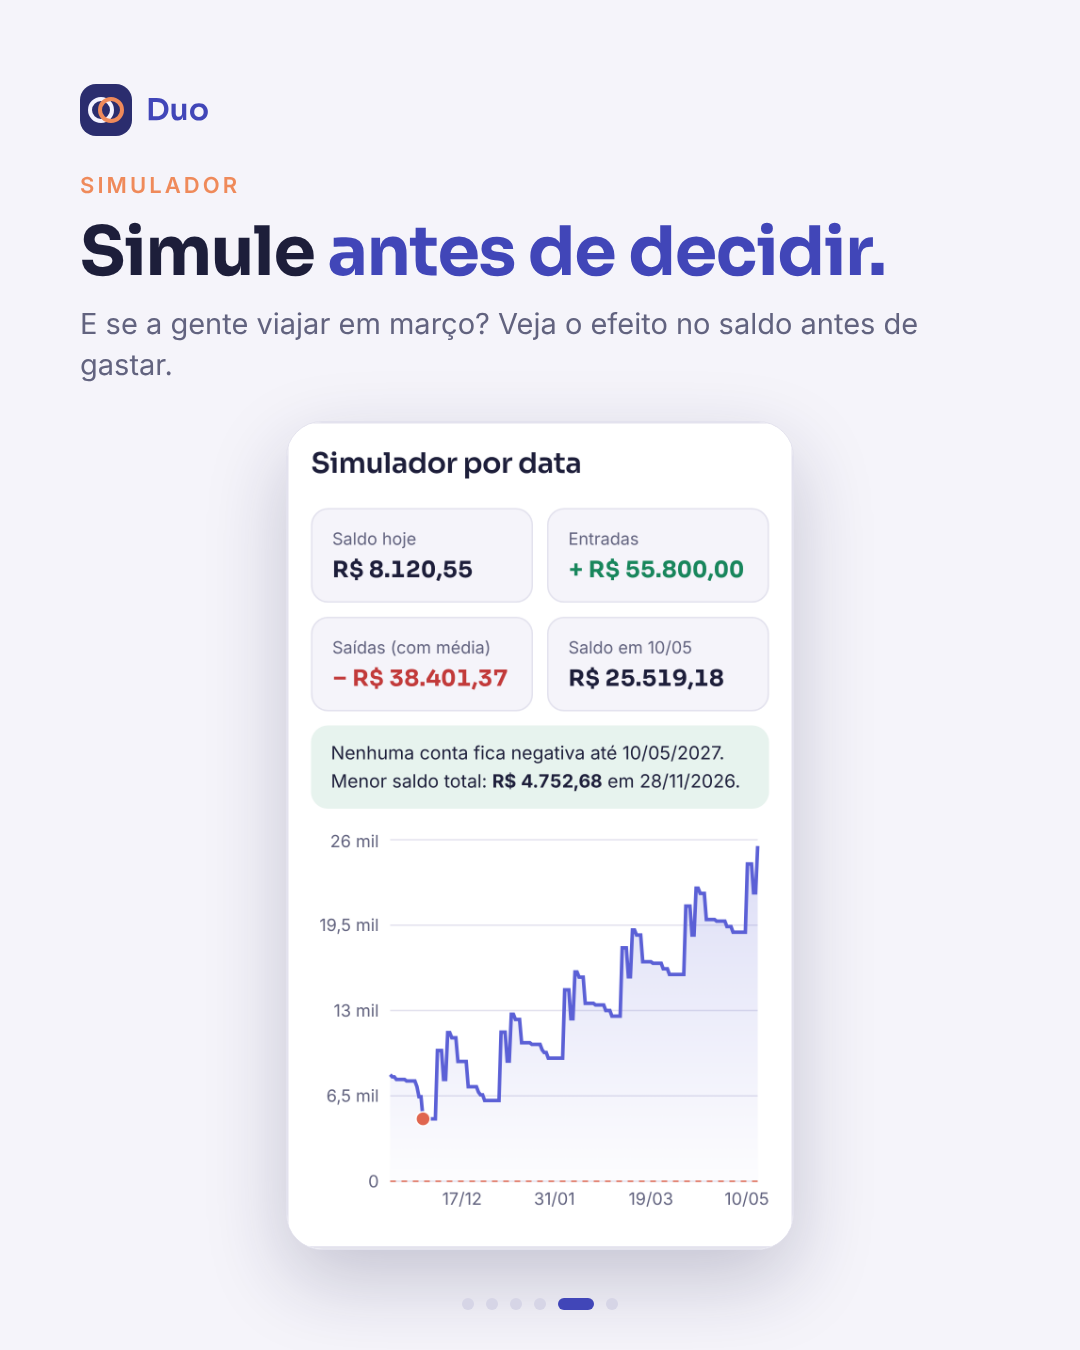 Duo
SIMULADOR
Simule antes de decidir.
E se a gente viajar em março? Veja o efeito no saldo antes de
gastar.
Simulador por data
Saldo hoje
R$ 8.120,55
Entradas
+ R$ 55.800,00
Saídas (com média)
− R$ 38.401,37
Saldo em 10/05
R$ 25.519,18
Nenhuma conta fica negativa até 10/05/2027.
Menor saldo total: R$ 4.752,68 em 28/11/2026.
26 mil
19,5 mil
13 mil
6,5 mil
0
17/12 31/01 19/03 10/05